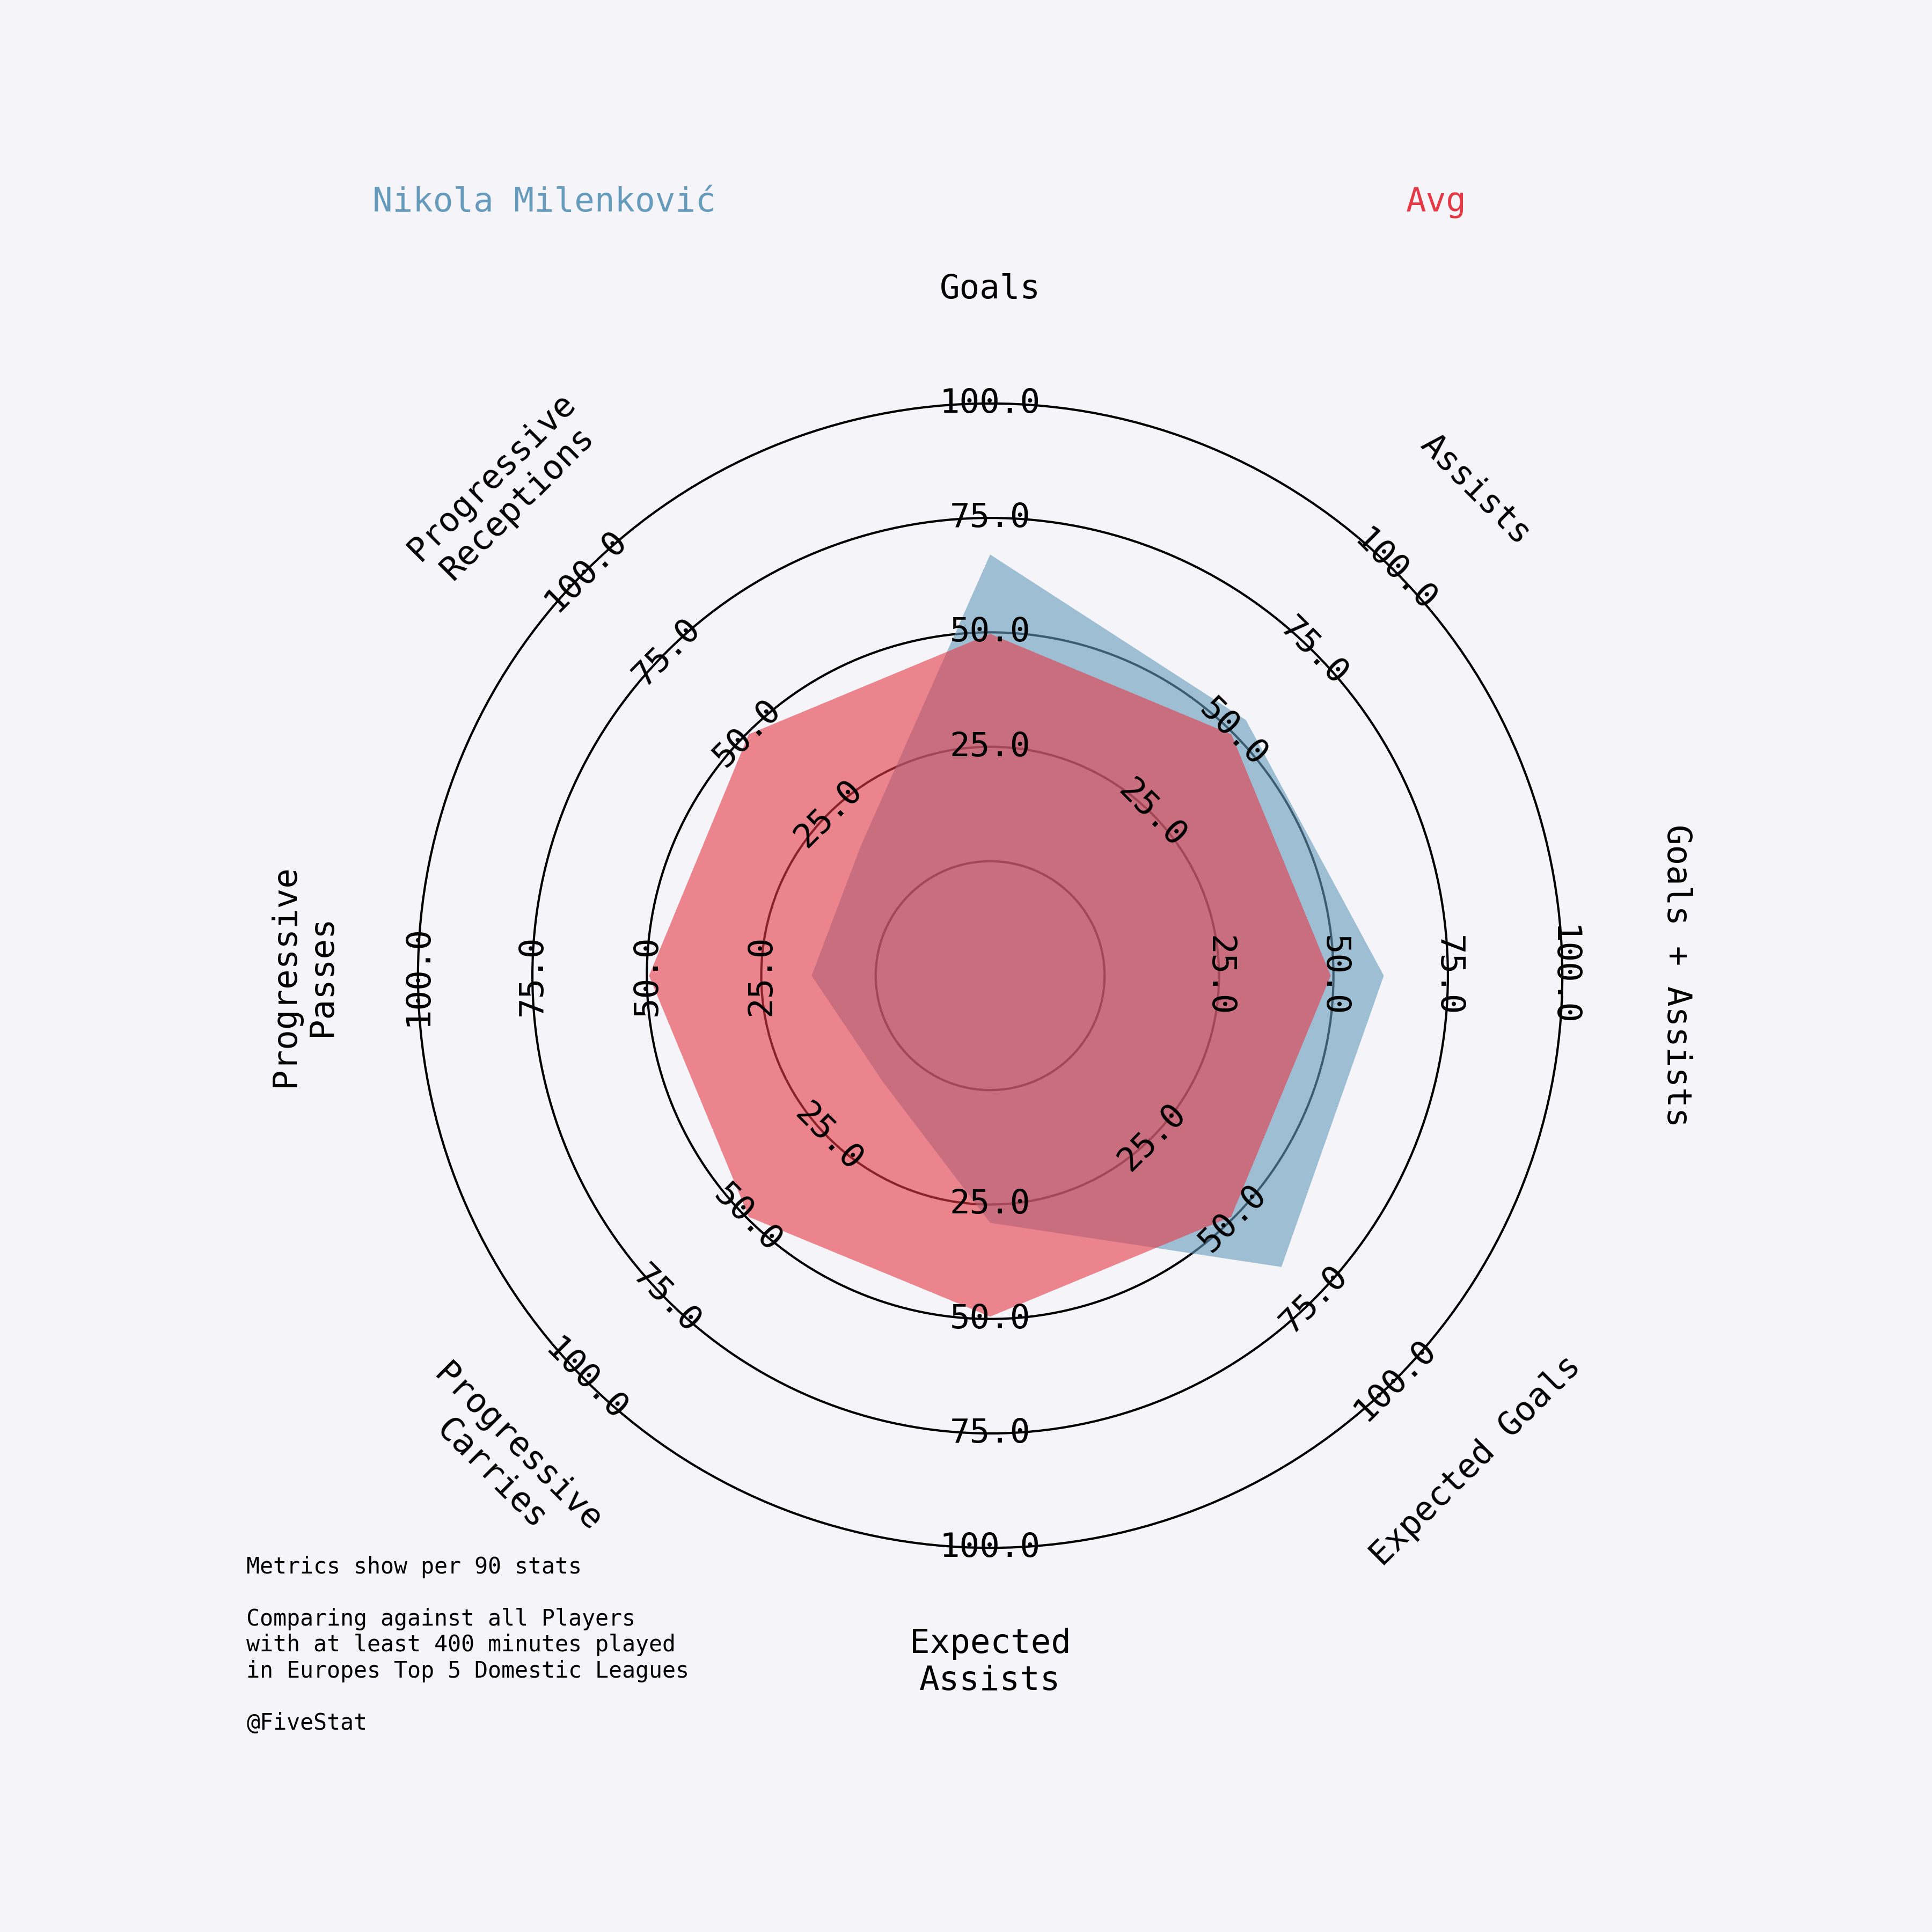 Nikola Milenković
Avg
Goals
Assists
Goals + Assists
Expected Goals
Expected
Assists
Progressive
Carries
Progressive
Passes
Progressive
Receptions
100.0
75.0
50.0
25.0
100.0
75.0
50.0
25.0
100.0
75.0
50.0
25.0
100.0
75.0
50.0
25.0
100.0
75.0
50.0
25.0
100.0
75.0
50.0
25.0
100.0
75.0
50.0
25.0
100.0
75.0
50.0
25.0
Metrics show per 90 stats
Comparing against all Players
with at least 400 minutes played
in Europes Top 5 Domestic Leagues
@FiveStat